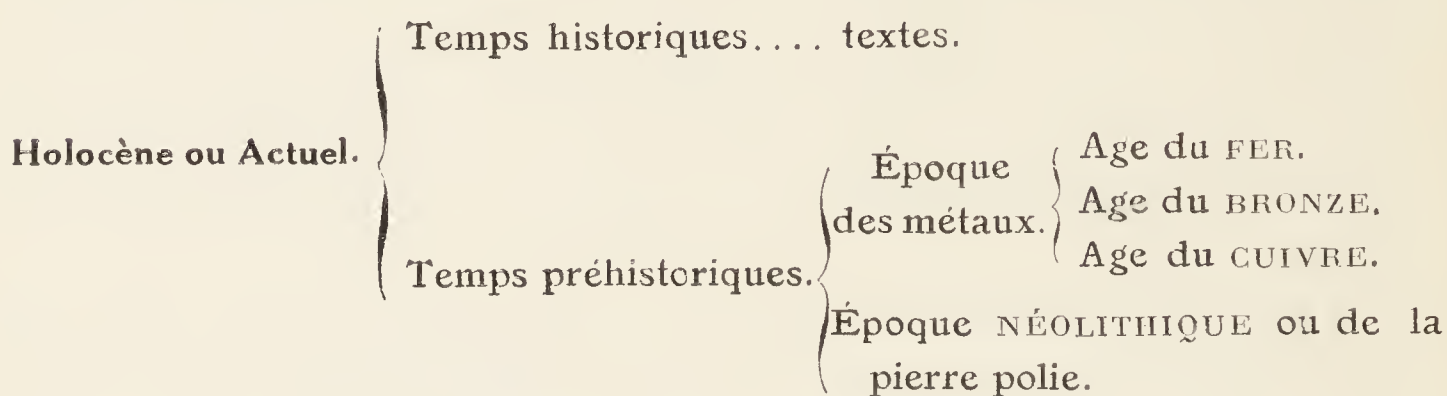 Temps historiques.... textes.
Holocène ou Actuel.
Époque
des métaux.
Age du FER.
Age du BRONZE.
Age du CUIVRE.
Temps préhistoriques.
Époque NÉOLITHIQUE ou de la
pierre polie.